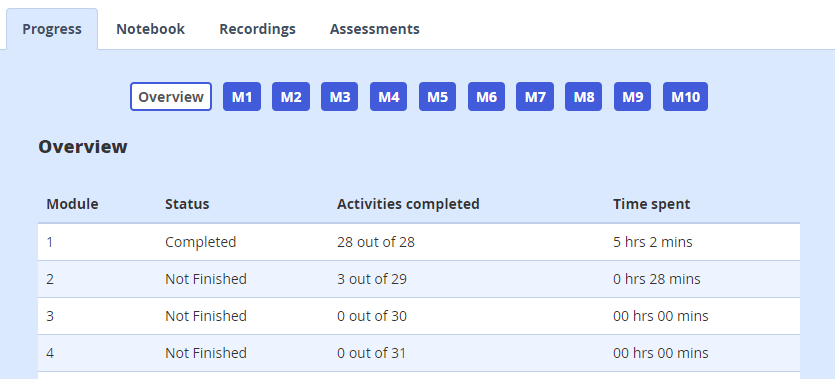 Progress Notebook Recordings Assessments
Overview M1 M2 M3 M4 M5 M6 M7 M8 M9 M10
Overview
Module Status Activities completed Time spent
1 Completed 28 out of 28 5 hrs 2 mins
2 Not Finished 3 out of 29 0 hrs 28 mins
3 Not Finished 0 out of 30 00 hrs 00 mins
4 Not Finished 0 out of 31 00 hrs 00 mins